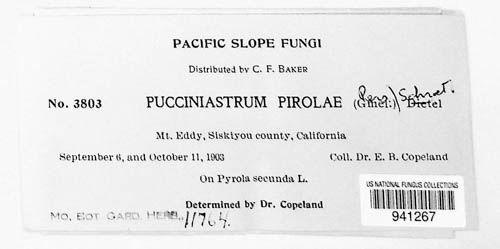 PACIFIC SLOPE FUNGI
Distributed by C. F. BAKER
No. 3803 PUCCINIASTRUM PIROLAE (Gmel.) Dietel
Pers.) Schroet.
Mt. Eddy, Siskiyou county, California
September 6, and October 11, 1903 Coll. Dr. E. B. Copeland
On Pyrola secunda L.
Determined by Dr. Copeland
MO. BOT. GARD. HERB. 11764.
US NATIONAL FUNGUS COLLECTIONS
941267